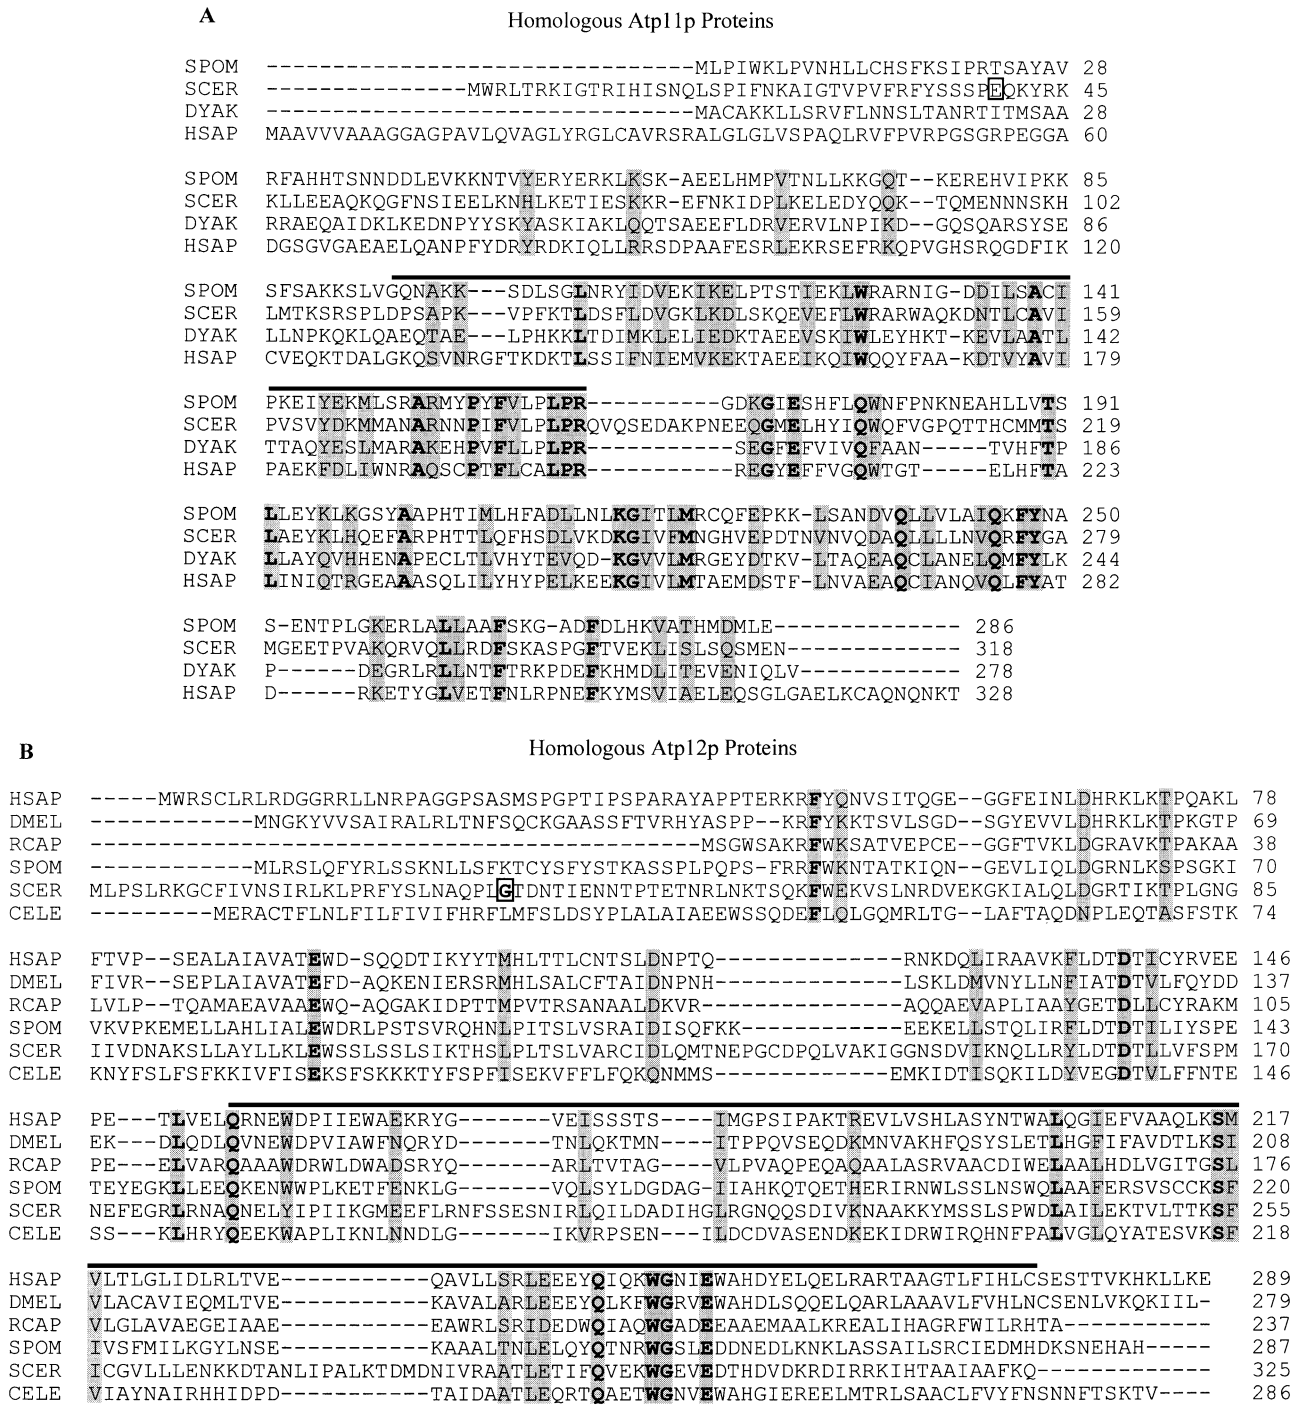 A
Homologous Atp11p Proteins
SPOM --------------------------------MLPIWKLPVNHLLCHSFKSIPRTSAYAV 28
SCER ---------------MWRLTRKIGTRIHISNQLSPIFNKAIGTVPVFRFYSSSPEQKYRK 45
DYAK --------------------------------MACAKKLLSRVFLNNSLTANRTITMSAA 28
HSAP MAAVVVAAAGGAGPAVLQVAGLYRGLCAVRSRALGLGLVSPAQLRVFPVRPGSGRPEGGA 60
SPOM RFAHHTSNNDDLEVKKNTVYERYERKLKSK-AEELHMPVTNLLKKGQT--KEREHVIPKK 85
SCER KLLEEAQKQGFNSIEELKNHLKETIESKKR-EFNKIDPLKELEDYQQK--TQMENNNSKH 102
DYAK RRAEQAIDKLKEDNPYYSKYASKIAKLQQTSAEEFLDRVERVLNPIKD--GQSQARSYSE 86
HSAP DGSGVGAEAELQANPFYDRYRDKIQLLRRSDPAAFESRLEKRSEFRKQPVGHSRQGDFIK 120
SPOM SFSAKKSLVGQNAKK---SDLSGLNRYIDVEKIKELPTSTIEKLWRARNIG-DDILSACI 141
SCER LMTKSRSPLDPSAPK---VPFKTLDSFLDVGKLKDLSKQEVEFLWRARWAQKDNTLCAVI 159
DYAK LLNPKQKLQAEQTAE---LPHKKLTDIMKLELIEDKTAEEVSKIWLEYHKT-KEVLAATL 142
HSAP CVEQKTDALGKQSVNRGFTKDKTLSSIFNIEMVKEKTAEEIKQIWQQYFAA-KDTVYAVI 179
SPOM PKEIYEKMLSRARMYPYFVLPLPR----------GDKGIESHFLQWNFPNKNEAHLLVTS 191
SCER PVSVYDKMMANARNNPIFVLPLPRQVQSEDAKPNEEQGMELHYIQWQFVGPQTTHCMMTS 219
DYAK TTAQYESLMARAKEHPVFLLPLPR-----------SEGFEFVIVQFAAN-----TVHFTP 186
HSAP PAEKFDLIWNRAQSCPTFLCALPR-----------REGYEFFVGQWTGT-----ELHFTA 223
SPOM LLEYKLKGSYAAPHTIMLHFADLLNLKGITLMRCQFEPKK-LSANDVQLLVLAIQKFYNA 250
SCER LAEYKLHQEFARPHTTLQFHSDLVKDKGIVFMNGHVEPDTNVNVQDAQLLLLNVQRFYGA 279
DYAK LLAYQVHHENAPECLTLVHYTEVQD-KGVVLMRGEYDTKV-LTAQEAQCLANELQMFYLK 244
HSAP LINIQTRGEAAASQLILYHYPELKEEKGIVLMTAEMDSTF-LNVAEAQCIANQVQLFYAT 282
SPOM S-ENTPLGKERLALLAAFSKG-ADFDLHKVATHMDMLE-------------- 286
SCER MGEETPVAKQRVQLLRDFSKASPGFTVEKLISLSQSMEN------------- 318
DYAK P------DEGRLRLLNTFTRKPDEFKHMDLITEVENIQLV------------ 278
HSAP D------RKETYGLVETFNLRPNEFKYMSVIAELEQSGLGAELKCAQNQNKT 328
B
Homologous Atp12p Proteins
HSAP -----MWRSCLRLRDGGRRLLNRPAGGPSASMSPGPTIPSPARAYAPPTERKRFYQNVSITQGE--GGFEINLDHRKLKTPQAKL 78
DMEL ------------MNGKYVVSAIRALRLTNFSQCKGAASSFTVRHYASPP--KRFYKKTSVLSGD--SGYEVVLDHRKLKTPKGTP 69
RCAP ---------------------------------------------MSGWSAKRFWKSATVEPCE--GGFTVKLDGRAVKTPAKAA 38
SPOM ------------MLRSLQFYRLSSKNLLSFKTCYSFYSTKASSPLPQPS-FRRFWKNTATKIQN--GEVLIQLDGRNLKSPSGKI 70
SCER MLPSLRKGCFIVNSIRLKLPRFYSLNAQPLGTDNTIENNTPTETNRLNKTSQKFWEKVSLNRDVEKGKIALQLDGRTIKTPLGNG 85
CELE ---------MERACTFLNLFILFIVIFHRFLMFSLDSYPLALAIAEEWSSQDEFLQLGQMRLTG--LAFTAQDNPLEQTASFSTK 74
HSAP FTVP--SEALAIAVATEWD-SQQDTIKYYTMHLTTLCNTSLDNPTQ--------------RNKDQLIRAAVKFLDTDTICYRVEE 146
DMEL FIVR--SEPLAIAVATEFD-AQKENIERSRMHLSALCFTAIDNPNH--------------LSKLDMVNYLLNFIATDTVLFQYDD 137
RCAP LVLP--TQAMAEAVAAEWQ-AQGAKIDPTTMPVTRSANAALDKVR---------------AQQAEVAPLIAAYGETDLLCYRAKM 105
SPOM VKVPKEMELLAHLIALEWDRLPSTSVRQHNLPITSLVSRAIDISQFKK------------EEKELLSTQLIRFLDTDTILIYSPE 143
SCER IIVDNAKSLLAYLLKLEWSSLSSLSIKTHSLPLTSLVARCIDLQMTNEPGCDPQLVAKIGGNSDVIKNQLLRYLDTDTLLVFSPM 170
CELE KNYFSLFSFKKIVFISEKSFSKKKTYFSPFISEKVFFLFQKQNMMS-------------EMKIDTISQKILDYVEGDTVLFFNTE 146
HSAP PE---TLVELQRNEWDPIIEWAEKRYG-------VEISSSTS----IMGPSIPAKTREVLVSHLASYNTWALQGIEFVAAQLKSM 217
DMEL EK---DLQDLQVNEWDPVIAWFNQRYD-------TNLQKTMN----ITPPQVSEQDKMNVAKHFQSYSLETLHGFIFAVDTLKSI 208
RCAP PE---ELVARQAAAWDRWLDWADSRYQ-------ARLTVTAG----VLPVAQPEQAQAALASRVAACDIWELAALHDLVGITGSL 176
SPOM TEYEGKLLEEQKENWWPLKETFENKLG-------VQLSYLDGDAG-IIAHKQTQETHERIRNWLSSLNSWQLAAFERSVSCCKSF 220
SCER NEFEGRLRNAQNELYIPIIKGMEEFLRNFSSESNIRLQILDADIHGLRGNQQSDIVKNAAKKYMSSLSPWDLAILEKTVLTTKSF 255
CELE SS---KLHRYQEEKWAPLIKNLNNDLG-------IKVRPSEN---ILDCDVASENDKEKIDRWIRQHNFPALVGLQYATESVKSF 218
HSAP VLTLGLIDLRLTVE-----------QAVLLSRLEEEYQIQKWGNIEWAHDYELQELRARTAAGTLFIHLCSESTTVKHKLLKE 289
DMEL VLACAVIEQMLTVE-----------KAVALARLEEEYQLKFWGRVEWAHDLSQQELQARLAAAVLFVHLNCSENLVKQKIIL- 279
RCAP VLGLAVAEGEIAAE-----------EAWRLSRIDEDWQIAQWGADEEAAEMAALKREALIHAGRFWILRHTA----------- 237
SPOM IVSFMILKGYLNSE-----------KAAALTNLELQYQTNRWGSLEDDNEDLKNKLASSAILSRCIEDMHDKSNEHAH----- 287
SCER ICGVLLLENKKDTANLIPALKTDMDNIVRAATLETIFQVEKWGEVEDTHDVDKRDIRRKIHTAAIAAFKQ------------- 325
CELE VIAYNAIRHHIDPD-----------TAIDAATLEQRTQAETWGNVEWAHGIEREELMTRLSAACLFVYFNSNNFTSKTV---- 286